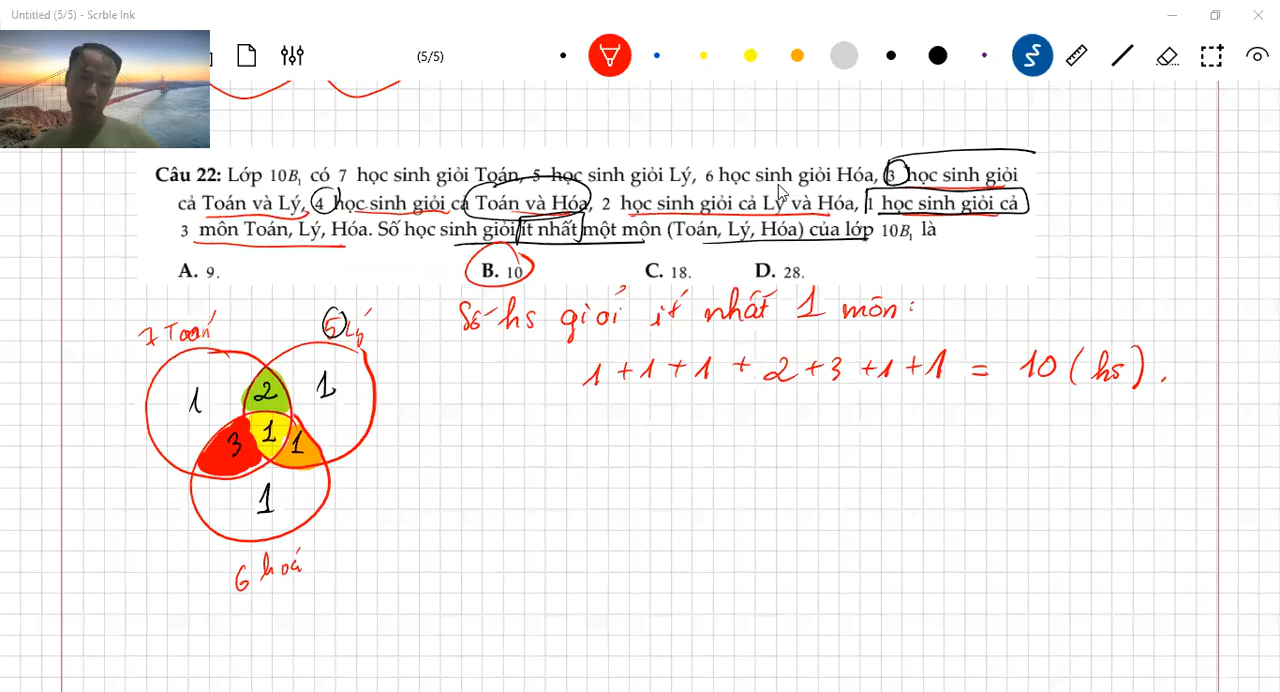 Untitled (5/5) - Scrble Ink
(5/5)
Câu 22: Lớp 10B₁ có 7 học sinh giỏi Toán, 5 học sinh giỏi Lý, 6 học sinh giỏi Hóa, 3 học sinh giỏi
cả Toán và Lý, 4 học sinh giỏi cả Toán và Hóa, 2 học sinh giỏi cả Lý và Hóa, 1 học sinh giỏi cả
3 môn Toán, Lý, Hóa. Số học sinh giỏi ít nhất một môn (Toán, Lý, Hóa) của lớp 10B₁ là
A. 9. B. 10 C. 18. D. 28.
Số hs giỏi ít nhất 1 môn:
1 + 1 + 1 + 2 + 3 + 1 + 1 = 10 (hs).
7 Toán 5 Lý
1 2 1
3 1 1
1
6 hoá